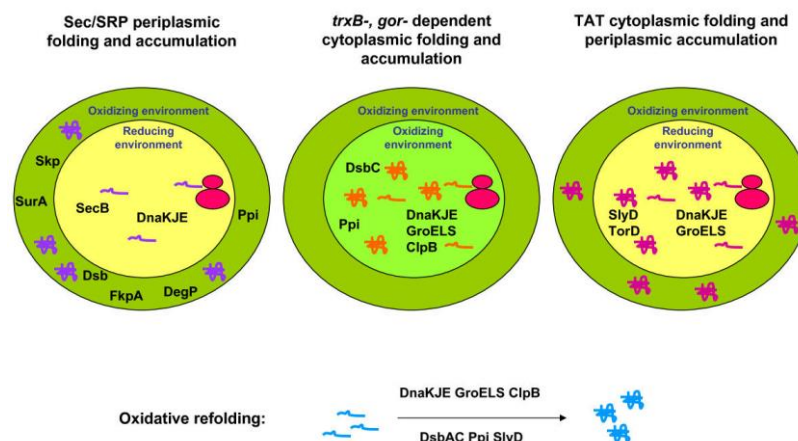 Sec/SRP periplasmic
folding and accumulation
trxB-, gor- dependent
cytoplasmic folding and
accumulation
TAT cytoplasmic folding and
periplasmic accumulation
Oxidizing environment
Reducing
environment
Skp
SurA
SecB
DnaKJE
Ppi
Dsb
FkpA
DegP
Oxidizing environment
Oxidizing
environment
DsbC
Ppi
DnaKJE
GroELS
ClpB
Oxidizing environment
Reducing
environment
SlyD
TorD
DnaKJE
GroELS
Oxidative refolding:
DnaKJE GroELS ClpB
DsbAC Ppi SlyD